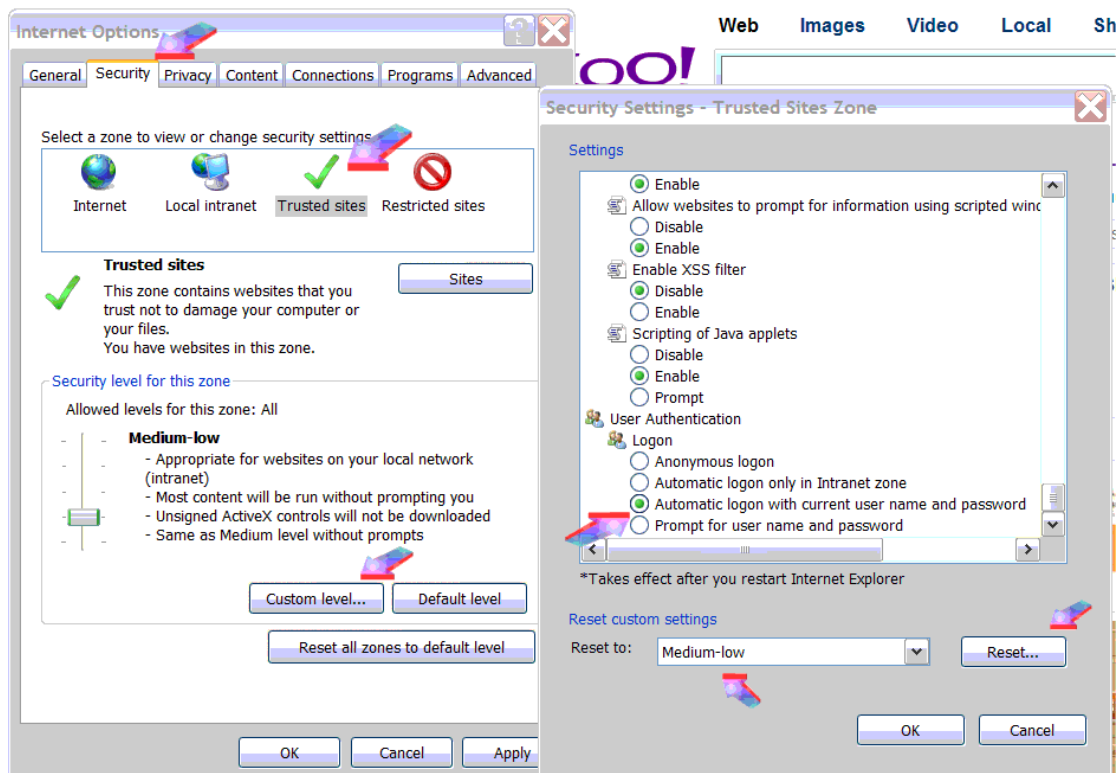 Internet Options
General Security Privacy Content Connections Programs Advanced
Select a zone to view or change security settings.
Internet Local intranet Trusted sites Restricted sites
Trusted sites
Sites
This zone contains websites that you
trust not to damage your computer or
your files.
You have websites in this zone.
Security level for this zone
Allowed levels for this zone: All
Medium-low
- Appropriate for websites on your local network
(intranet)
- Most content will be run without prompting you
- Unsigned ActiveX controls will not be downloaded
- Same as Medium level without prompts
Custom level... Default level
Reset all zones to default level
OK Cancel Apply
Web Images Video Local Sh
OO!
Security Settings - Trusted Sites Zone
Settings
Enable
Allow websites to prompt for information using scripted winc
Disable
Enable
Enable XSS filter
Disable
Enable
Scripting of Java applets
Disable
Enable
Prompt
User Authentication
Logon
Anonymous logon
Automatic logon only in Intranet zone
Automatic logon with current user name and password
Prompt for user name and password
*Takes effect after you restart Internet Explorer
Reset custom settings
Reset to: Medium-low Reset...
OK Cancel